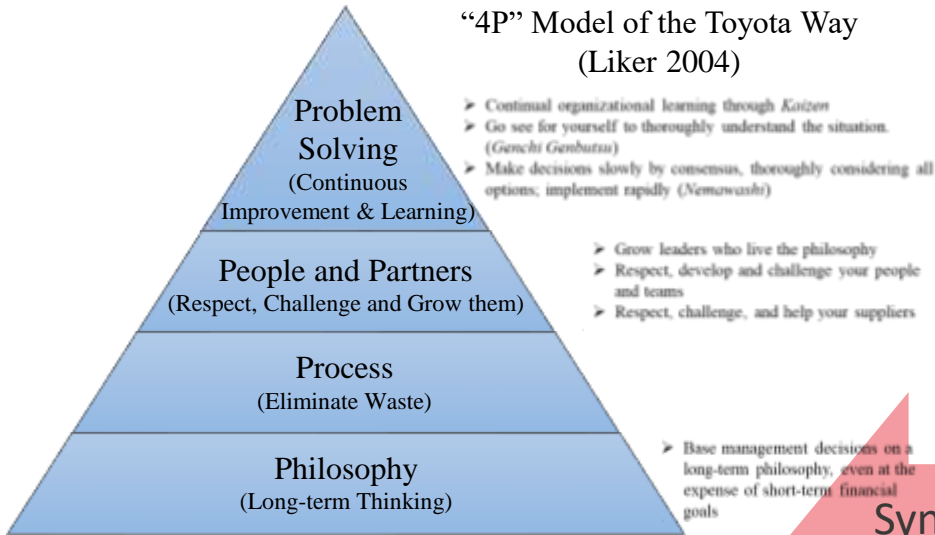 “4P” Model of the Toyota Way
(Liker 2004)
Problem
Solving
(Continuous
Improvement & Learning)
➢ Continual organizational learning through Kaizen
➢ Go see for yourself to thoroughly understand the situation.
(Genchi Genbutsu)
➢ Make decisions slowly by consensus, thoroughly considering all
options; implement rapidly (Nemawashi)
People and Partners
(Respect, Challenge and Grow them)
➢ Grow leaders who live the philosophy
➢ Respect, develop and challenge your people
and teams
➢ Respect, challenge, and help your suppliers
Process
(Eliminate Waste)
Philosophy
(Long-term Thinking)
➢ Base management decisions on a
long-term philosophy, even at the
expense of short-term financial
goals
Syn